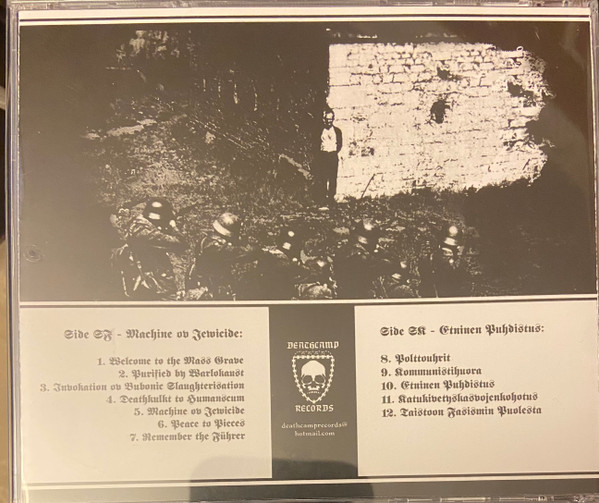 Side SF - Machine ov Jewicide:
1. Welcome to the Mass Grave
2. Purified by Warlokaust
3. Invokation ov Bubonic Slaughterisation
4. Deathkulkt to Humanscum
5. Machine ov Jewicide
6. Peace to Pieces
7. Remember the Führer
DEATHCAMP
RECORDS
deathcamprecords@
hotmail.com
Side SK - Etninen Puhdistus:
8. Polttouhrit
9. Kommunistihuora
10. Etninen Puhdistus
11. Katukivetyskasvojenkohotus
12. Taistoon Fasismin Puolesta